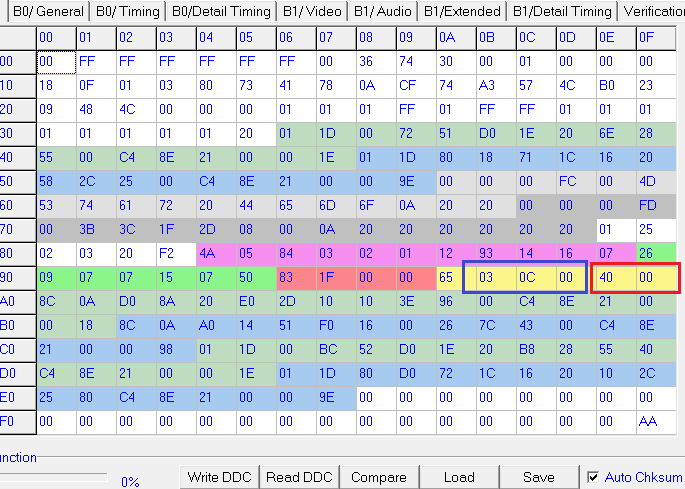 B0/ General B0/ Timing B0/Detail Timing B1/ Video B1/ Audio B1/Extended B1/Detail Timing Verification
00 01 02 03 04 05 06 07 08 09 0A 0B 0C 0D 0E 0F
00 00 FF FF FF FF FF FF 00 36 74 30 00 01 00 00 00
10 18 0F 01 03 80 73 41 78 0A CF 74 A3 57 4C B0 23
20 09 48 4C 00 00 00 01 01 01 FF 01 FF FF 01 01 01
30 01 01 01 01 01 20 01 1D 00 72 51 D0 1E 20 6E 28
40 55 00 C4 8E 21 00 00 1E 01 1D 80 18 71 1C 16 20
50 58 2C 25 00 C4 8E 21 00 00 9E 00 00 00 FC 00 4D
60 53 74 61 72 20 44 65 6D 6F 0A 20 20 00 00 00 FD
70 00 3B 3C 1F 2D 08 00 0A 20 20 20 20 20 20 01 25
80 02 03 20 F2 4A 05 84 03 02 01 12 93 14 16 07 26
90 09 07 07 15 07 50 83 1F 00 00 65 03 0C 00 40 00
A0 8C 0A D0 8A 20 E0 2D 10 10 3E 96 00 C4 8E 21 00
B0 00 18 8C 0A A0 14 51 F0 16 00 26 7C 43 00 C4 8E
C0 21 00 00 98 01 1D 00 BC 52 D0 1E 20 B8 28 55 40
D0 C4 8E 21 00 00 1E 01 1D 80 D0 72 1C 16 20 10 2C
E0 25 80 C4 8E 21 00 00 9E 00 00 00 00 00 00 00 00
F0 00 00 00 00 00 00 00 00 00 00 00 00 00 00 00 AA
unction
0% Write DDC Read DDC Compare Load Save Auto Chksum